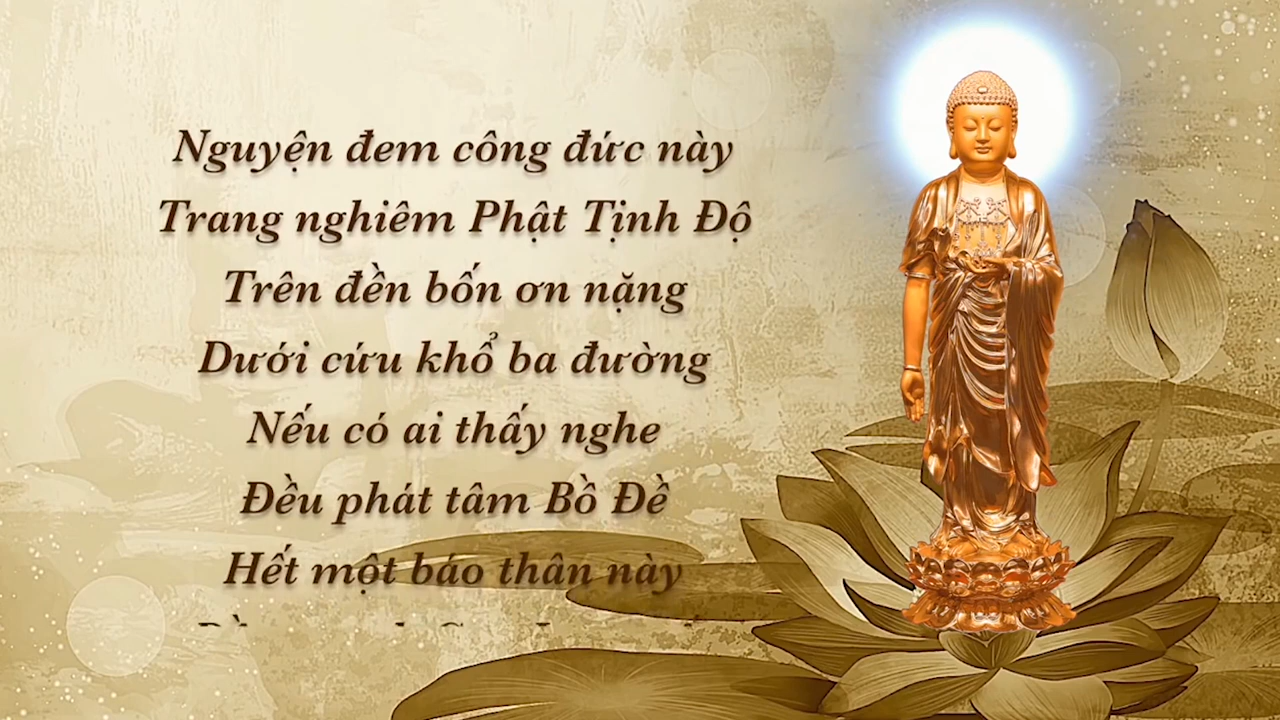 Nguyện đem công đức này
Trang nghiêm Phật Tịnh Độ
Trên đền bốn ơn nặng
Dưới cứu khổ ba đường
Nếu có ai thấy nghe
Đều phát tâm Bồ Đề
Hết một báo thân này